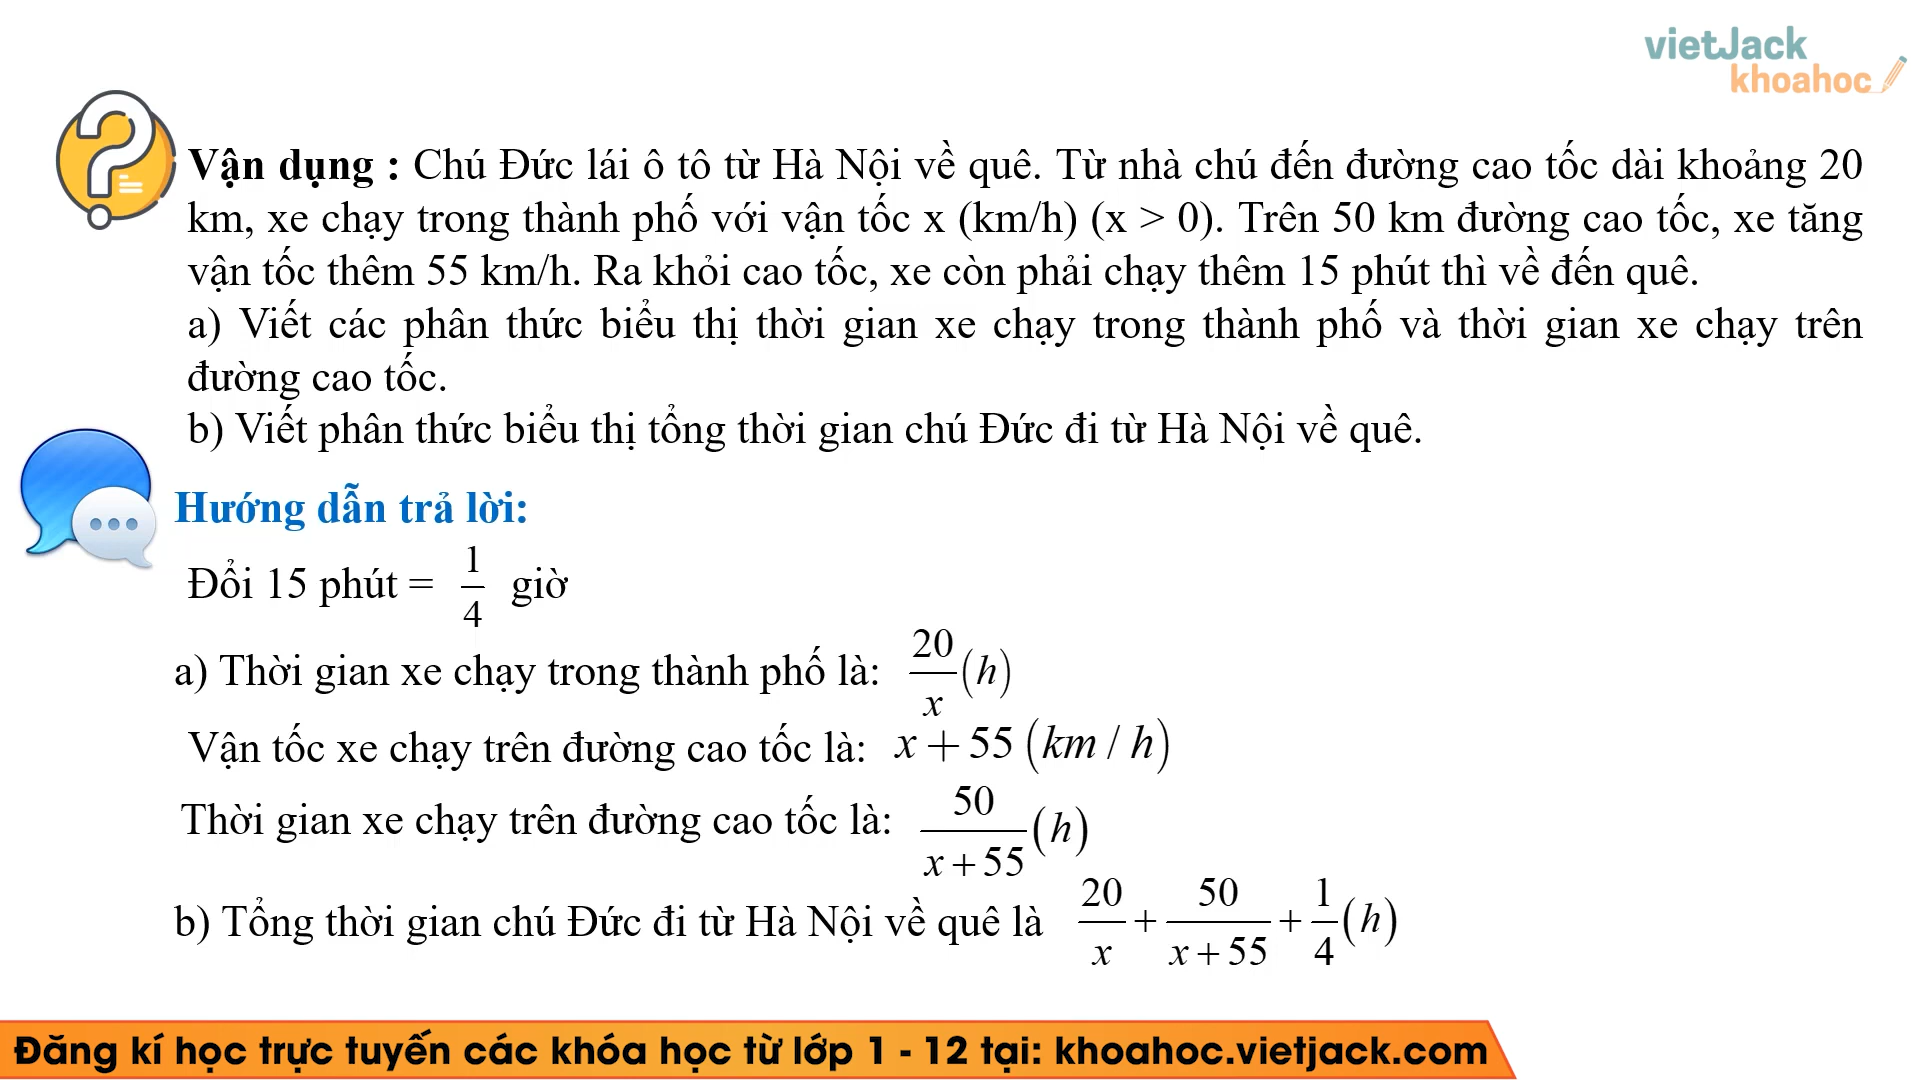 vietJack
khoahoc
Vận dụng : Chú Đức lái ô tô từ Hà Nội về quê. Từ nhà chú đến đường cao tốc dài khoảng 20
km, xe chạy trong thành phố với vận tốc x (km/h) (x > 0). Trên 50 km đường cao tốc, xe tăng
vận tốc thêm 55 km/h. Ra khỏi cao tốc, xe còn phải chạy thêm 15 phút thì về đến quê.
a) Viết các phân thức biểu thị thời gian xe chạy trong thành phố và thời gian xe chạy trên
đường cao tốc.
b) Viết phân thức biểu thị tổng thời gian chú Đức đi từ Hà Nội về quê.
Hướng dẫn trả lời:
Đổi 15 phút = 1/4 giờ
a) Thời gian xe chạy trong thành phố là: 20/x (h)
Vận tốc xe chạy trên đường cao tốc là: x + 55 (km / h)
Thời gian xe chạy trên đường cao tốc là: 50/(x + 55) (h)
b) Tổng thời gian chú Đức đi từ Hà Nội về quê là 20/x + 50/(x + 55) + 1/4 (h)
Đăng kí học trực tuyến các khóa học từ lớp 1 - 12 tại: khoahoc.vietjack.com